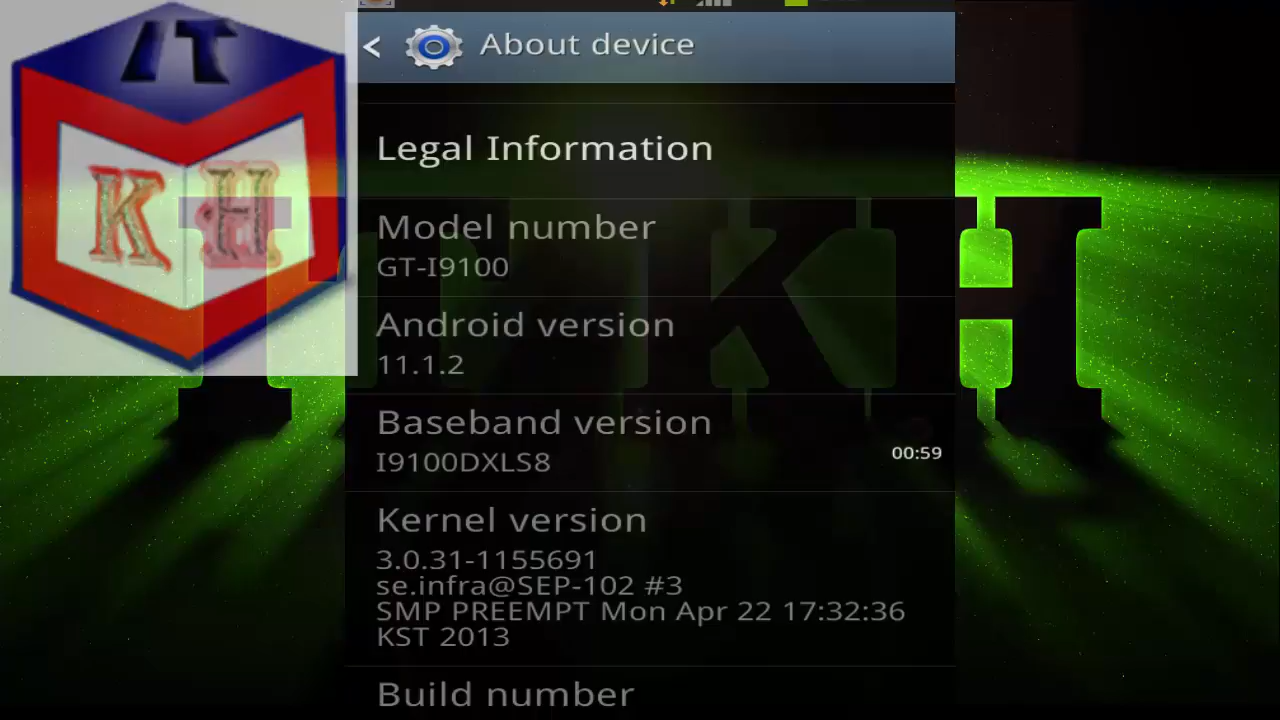 IT
K H
IT KH
About device
Legal Information
Model number
GT-I9100
Android version
11.1.2
Baseband version
I9100DXLS8
00:59
Kernel version
3.0.31-1155691
se.infra@SEP-102 #3
SMP PREEMPT Mon Apr 22 17:32:36
KST 2013
Build number